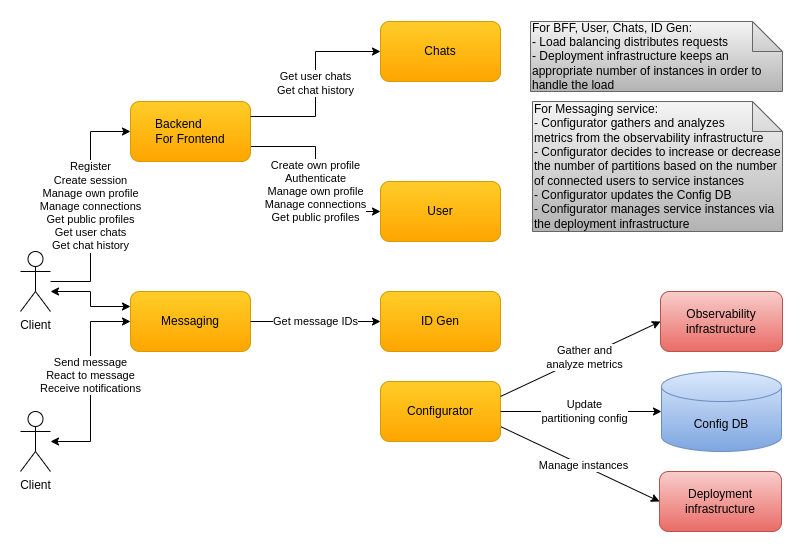 Chats
For BFF, User, Chats, ID Gen:
- Load balancing distributes requests
- Deployment infrastructure keeps an
appropriate number of instances in order to
handle the load
Get user chats
Get chat history
Backend
For Frontend
For Messaging service:
- Configurator gathers and analyzes
metrics from the observability infrastructure
- Configurator decides to increase or decrease
the number of partitions based on the number
of connected users to service instances
- Configurator updates the Config DB
- Configurator manages service instances via
the deployment infrastructure
Register
Create session
Manage own profile
Manage connections
Get public profiles
Get user chats
Get chat history
Create own profile
Authenticate
Manage own profile
Manage connections
Get public profiles
User
Client
Messaging
Get message IDs
ID Gen
Observability
infrastructure
Send message
React to message
Receive notifications
Gather and
analyze metrics
Configurator
Update
partitioning config
Config DB
Manage instances
Client
Deployment
infrastructure